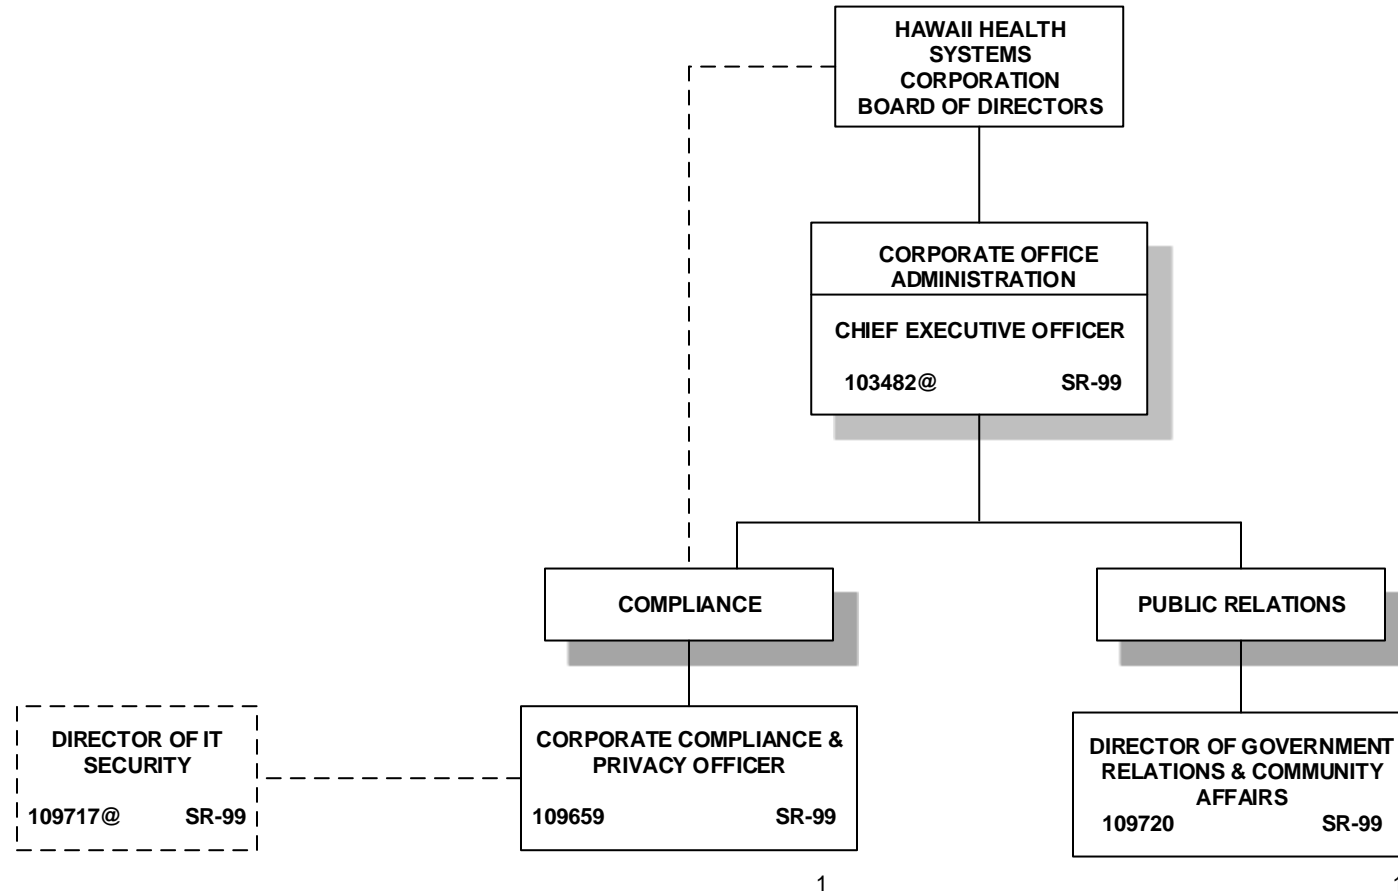 HAWAII HEALTH
SYSTEMS
CORPORATION
BOARD OF DIRECTORS
CORPORATE OFFICE
ADMINISTRATION
CHIEF EXECUTIVE OFFICER
103482@ SR-99
COMPLIANCE
PUBLIC RELATIONS
DIRECTOR OF IT
SECURITY
109717@ SR-99
CORPORATE COMPLIANCE &
PRIVACY OFFICER
109659 SR-99
DIRECTOR OF GOVERNMENT
RELATIONS & COMMUNITY
AFFAIRS
109720 SR-99
1